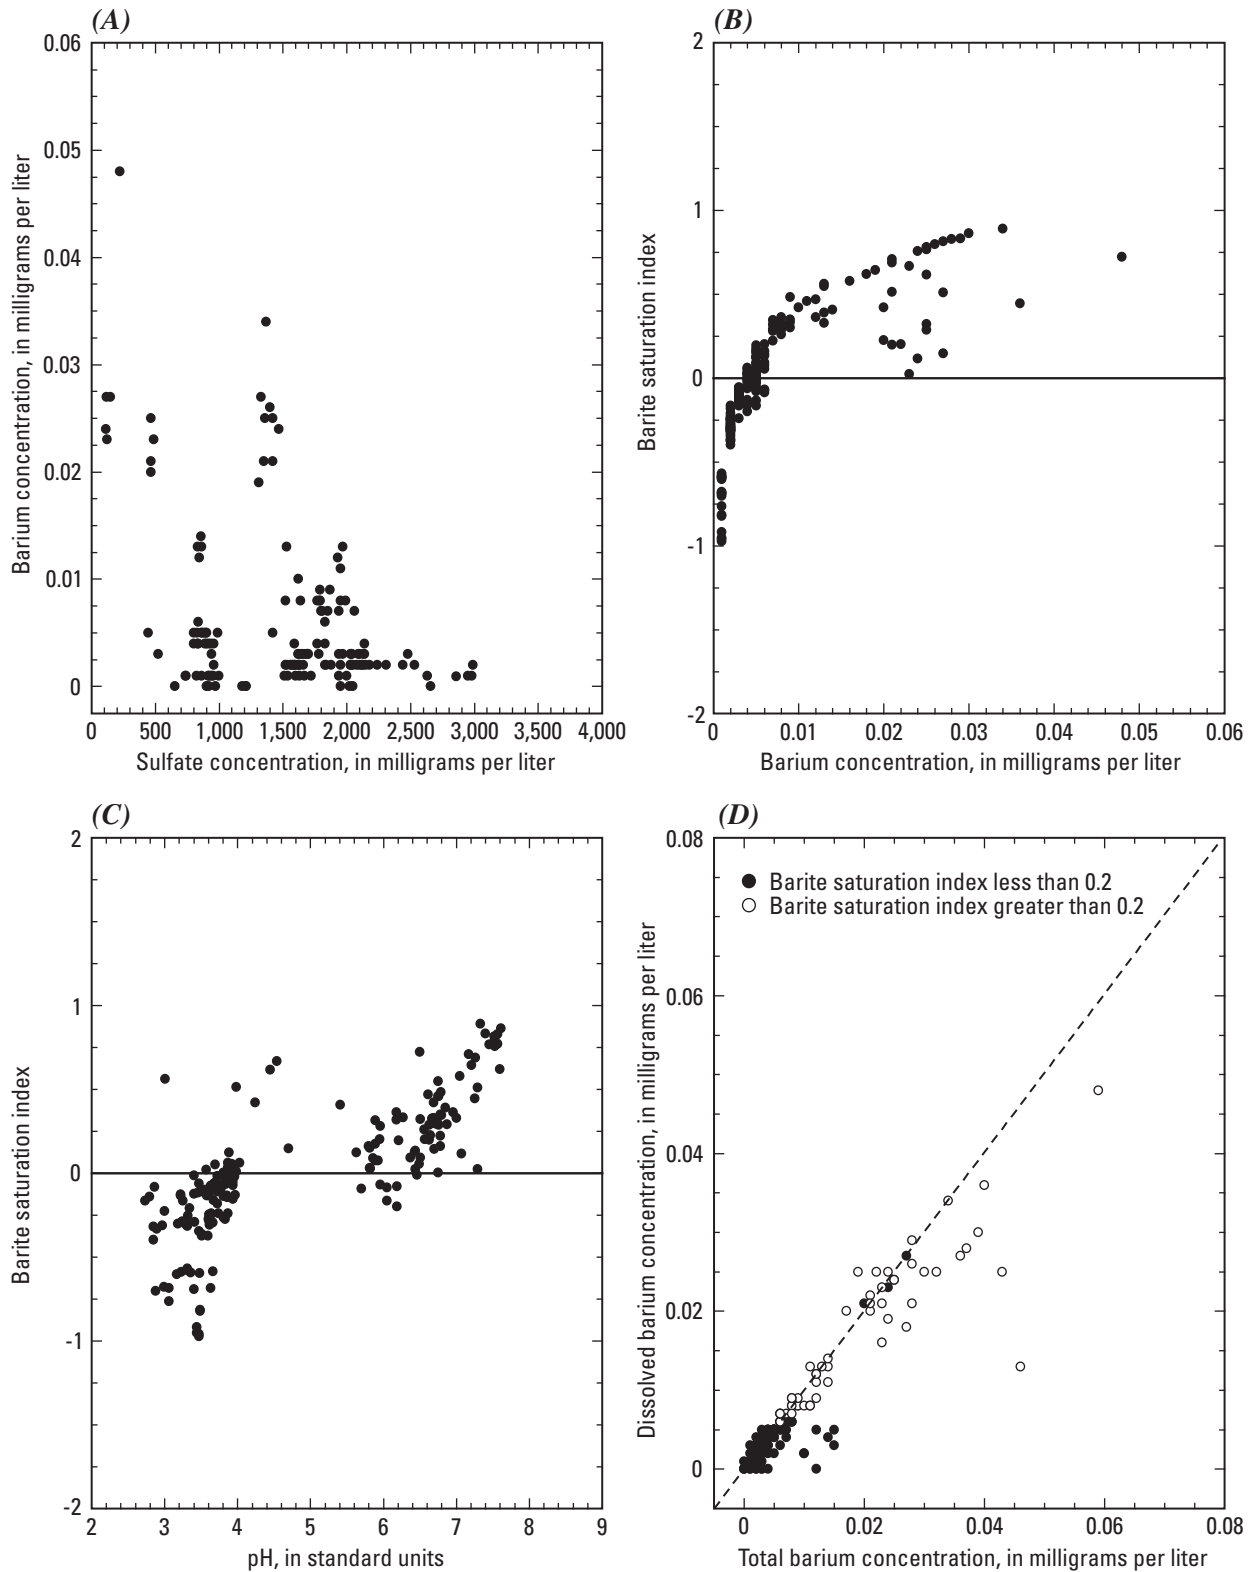 (A)
0.06
0.05
0.04
0.03
0.02
0.01
0
Barium concentration, in milligrams per liter
0 500 1,000 1,500 2,000 2,500 3,000 3,500 4,000
Sulfate concentration, in milligrams per liter
(B)
2
1
0
-1
-2
Barite saturation index
0 0.01 0.02 0.03 0.04 0.05 0.06
Barium concentration, in milligrams per liter
(C)
2
1
0
-1
-2
Barite saturation index
2 3 4 5 6 7 8 9
pH, in standard units
(D)
0.08
0.06
0.04
0.02
0
Dissolved barium concentration, in milligrams per liter
Barite saturation index less than 0.2
Barite saturation index greater than 0.2
0 0.02 0.04 0.06 0.08
Total barium concentration, in milligrams per liter